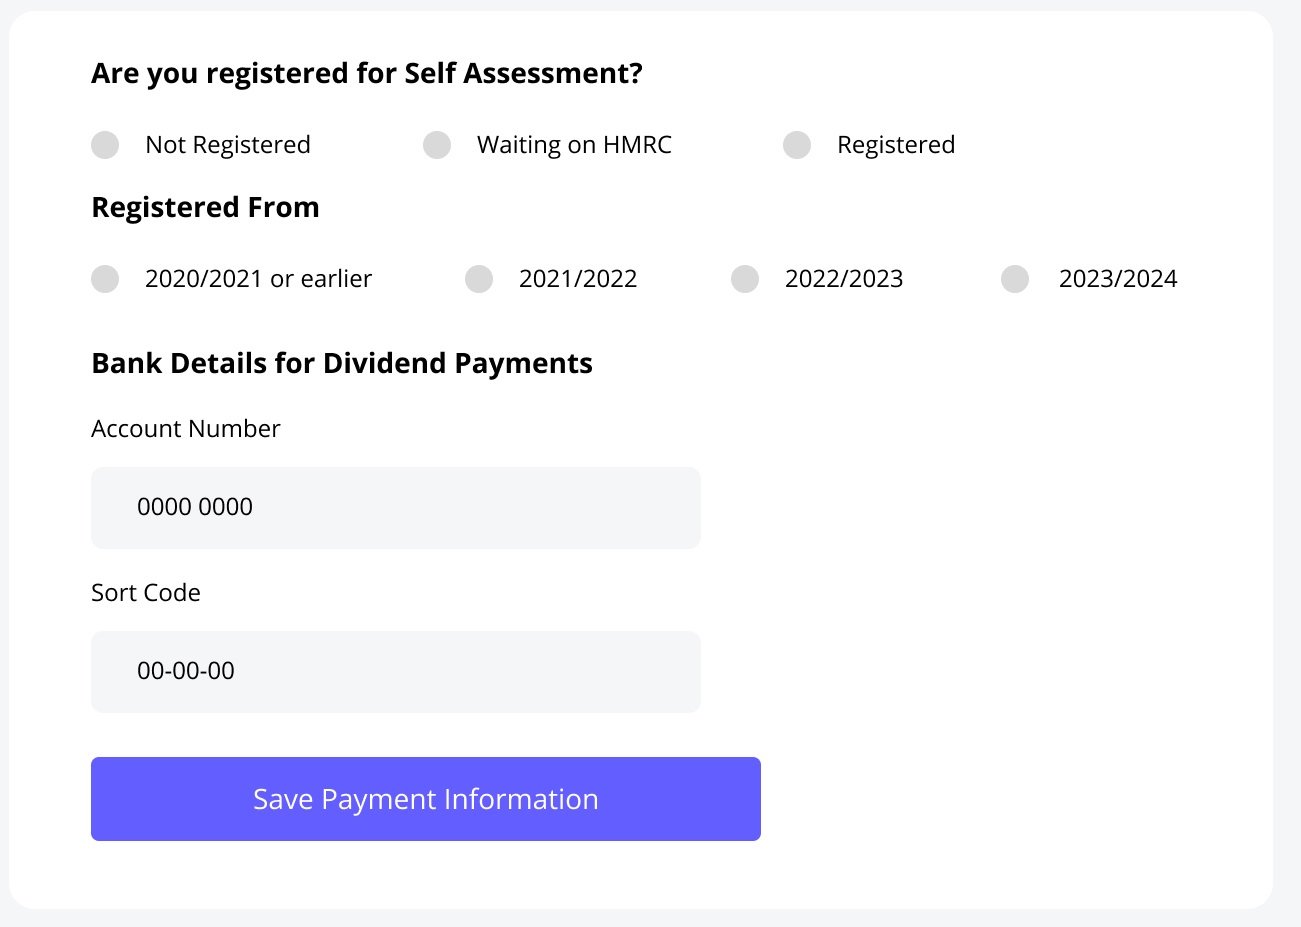 Are you registered for Self Assessment?
Not Registered Waiting on HMRC Registered
Registered From
2020/2021 or earlier 2021/2022 2022/2023 2023/2024
Bank Details for Dividend Payments
Account Number
0000 0000
Sort Code
00-00-00
Save Payment Information